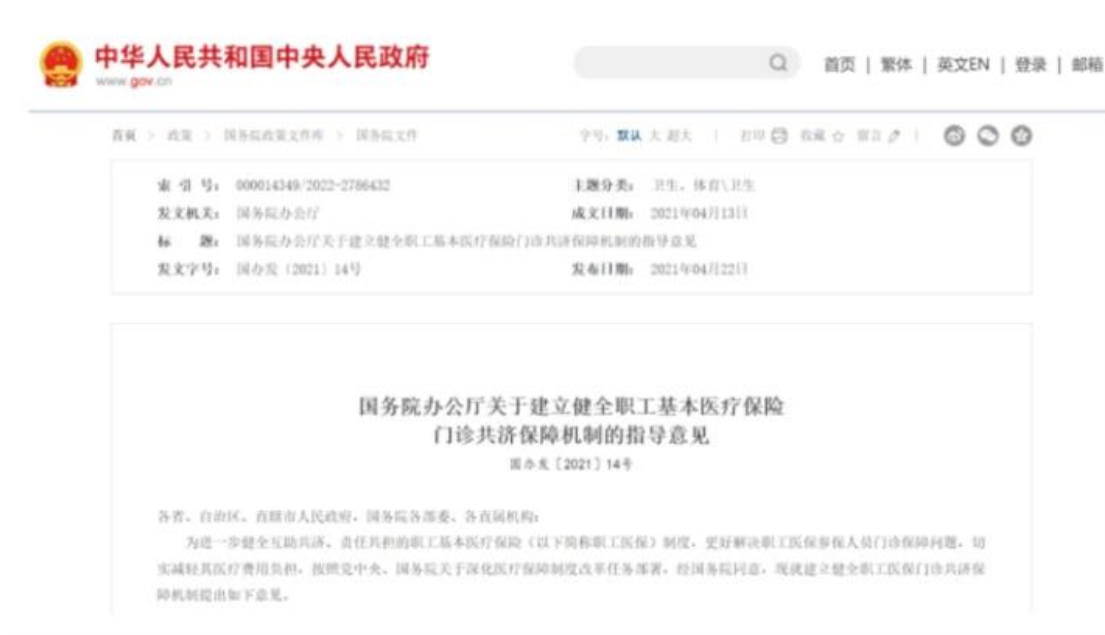 中华人民共和国中央人民政府
www.gov.cn
首页 | 繁体 | 英文EN | 登录 | 邮箱
首页 > 政策 > 国务院政策文件库 > 国务院文件
字号：默认 大 超大 | 打印 收藏 留言 |
索 引 号： 000014349/2022-2786432 主题分类： 卫生、体育\卫生
发文机关： 国务院办公厅 成文日期： 2021年04月13日
标 题： 国务院办公厅关于建立健全职工基本医疗保险门诊共济保障机制的指导意见
发文字号： 国办发〔2021〕14号 发布日期： 2021年04月22日
国务院办公厅关于建立健全职工基本医疗保险
门诊共济保障机制的指导意见
国办发〔2021〕14号
各省、自治区、直辖市人民政府，国务院各部委、各直属机构：
为进一步健全互助共济、责任共担的职工基本医疗保险（以下简称职工医保）制度，更好解决职工医保参保人员门诊保障问题，切
实减轻其医疗费用负担，按照党中央、国务院关于深化医疗保障制度改革任务部署，经国务院同意，现就建立健全职工医保门诊共济保
障机制提出如下意见。